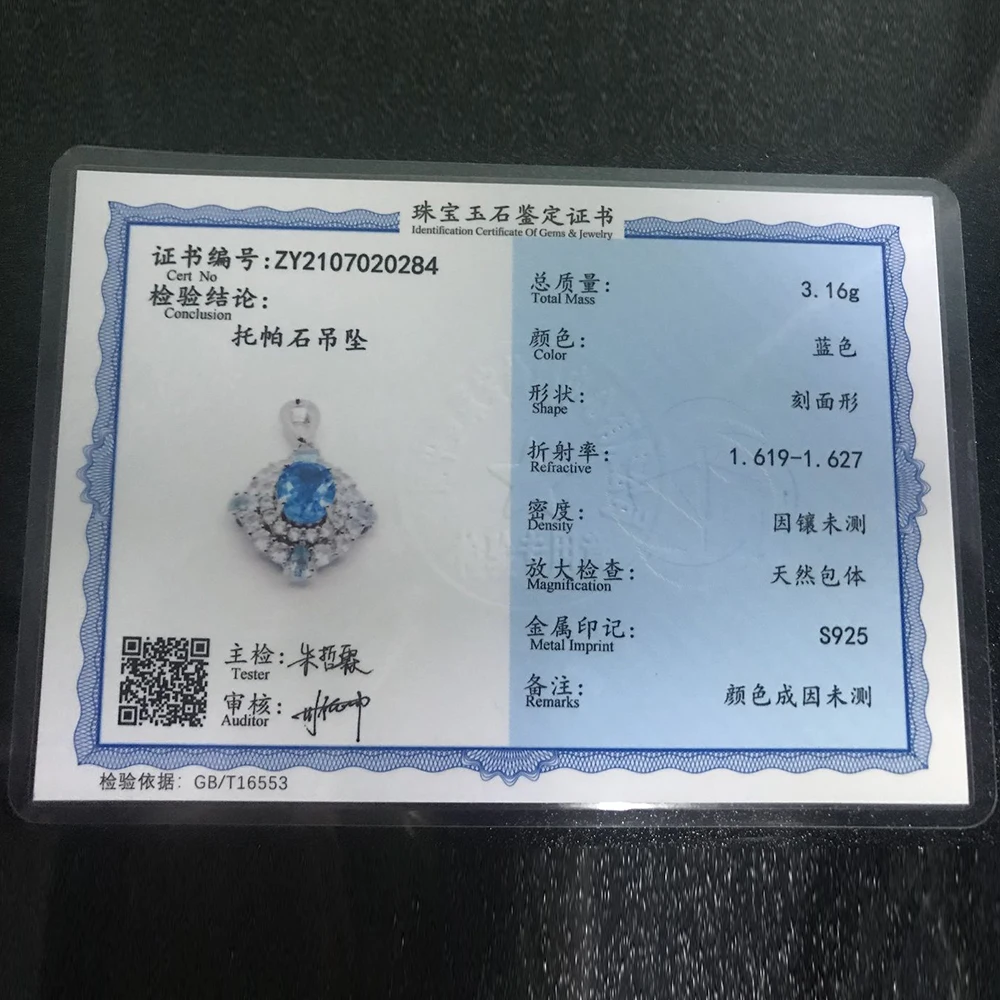 珠宝玉石鉴定证书
Identification Certificate Of Gems & Jewelry
证书编号:ZY2107020284
Cert No
检验结论:
Conclusion
托帕石吊坠
主检:
Tester
审核:
Auditor
总质量: 3.16g
Total Mass
颜色: 蓝色
Color
形状: 刻面形
Shape
折射率: 1.619-1.627
Refractive
密度: 因镶未测
Density
放大检查: 天然包体
Magnification
金属印记: S925
Metal Imprint
备注: 颜色成因未测
Remarks
检验依据: GB/T16553